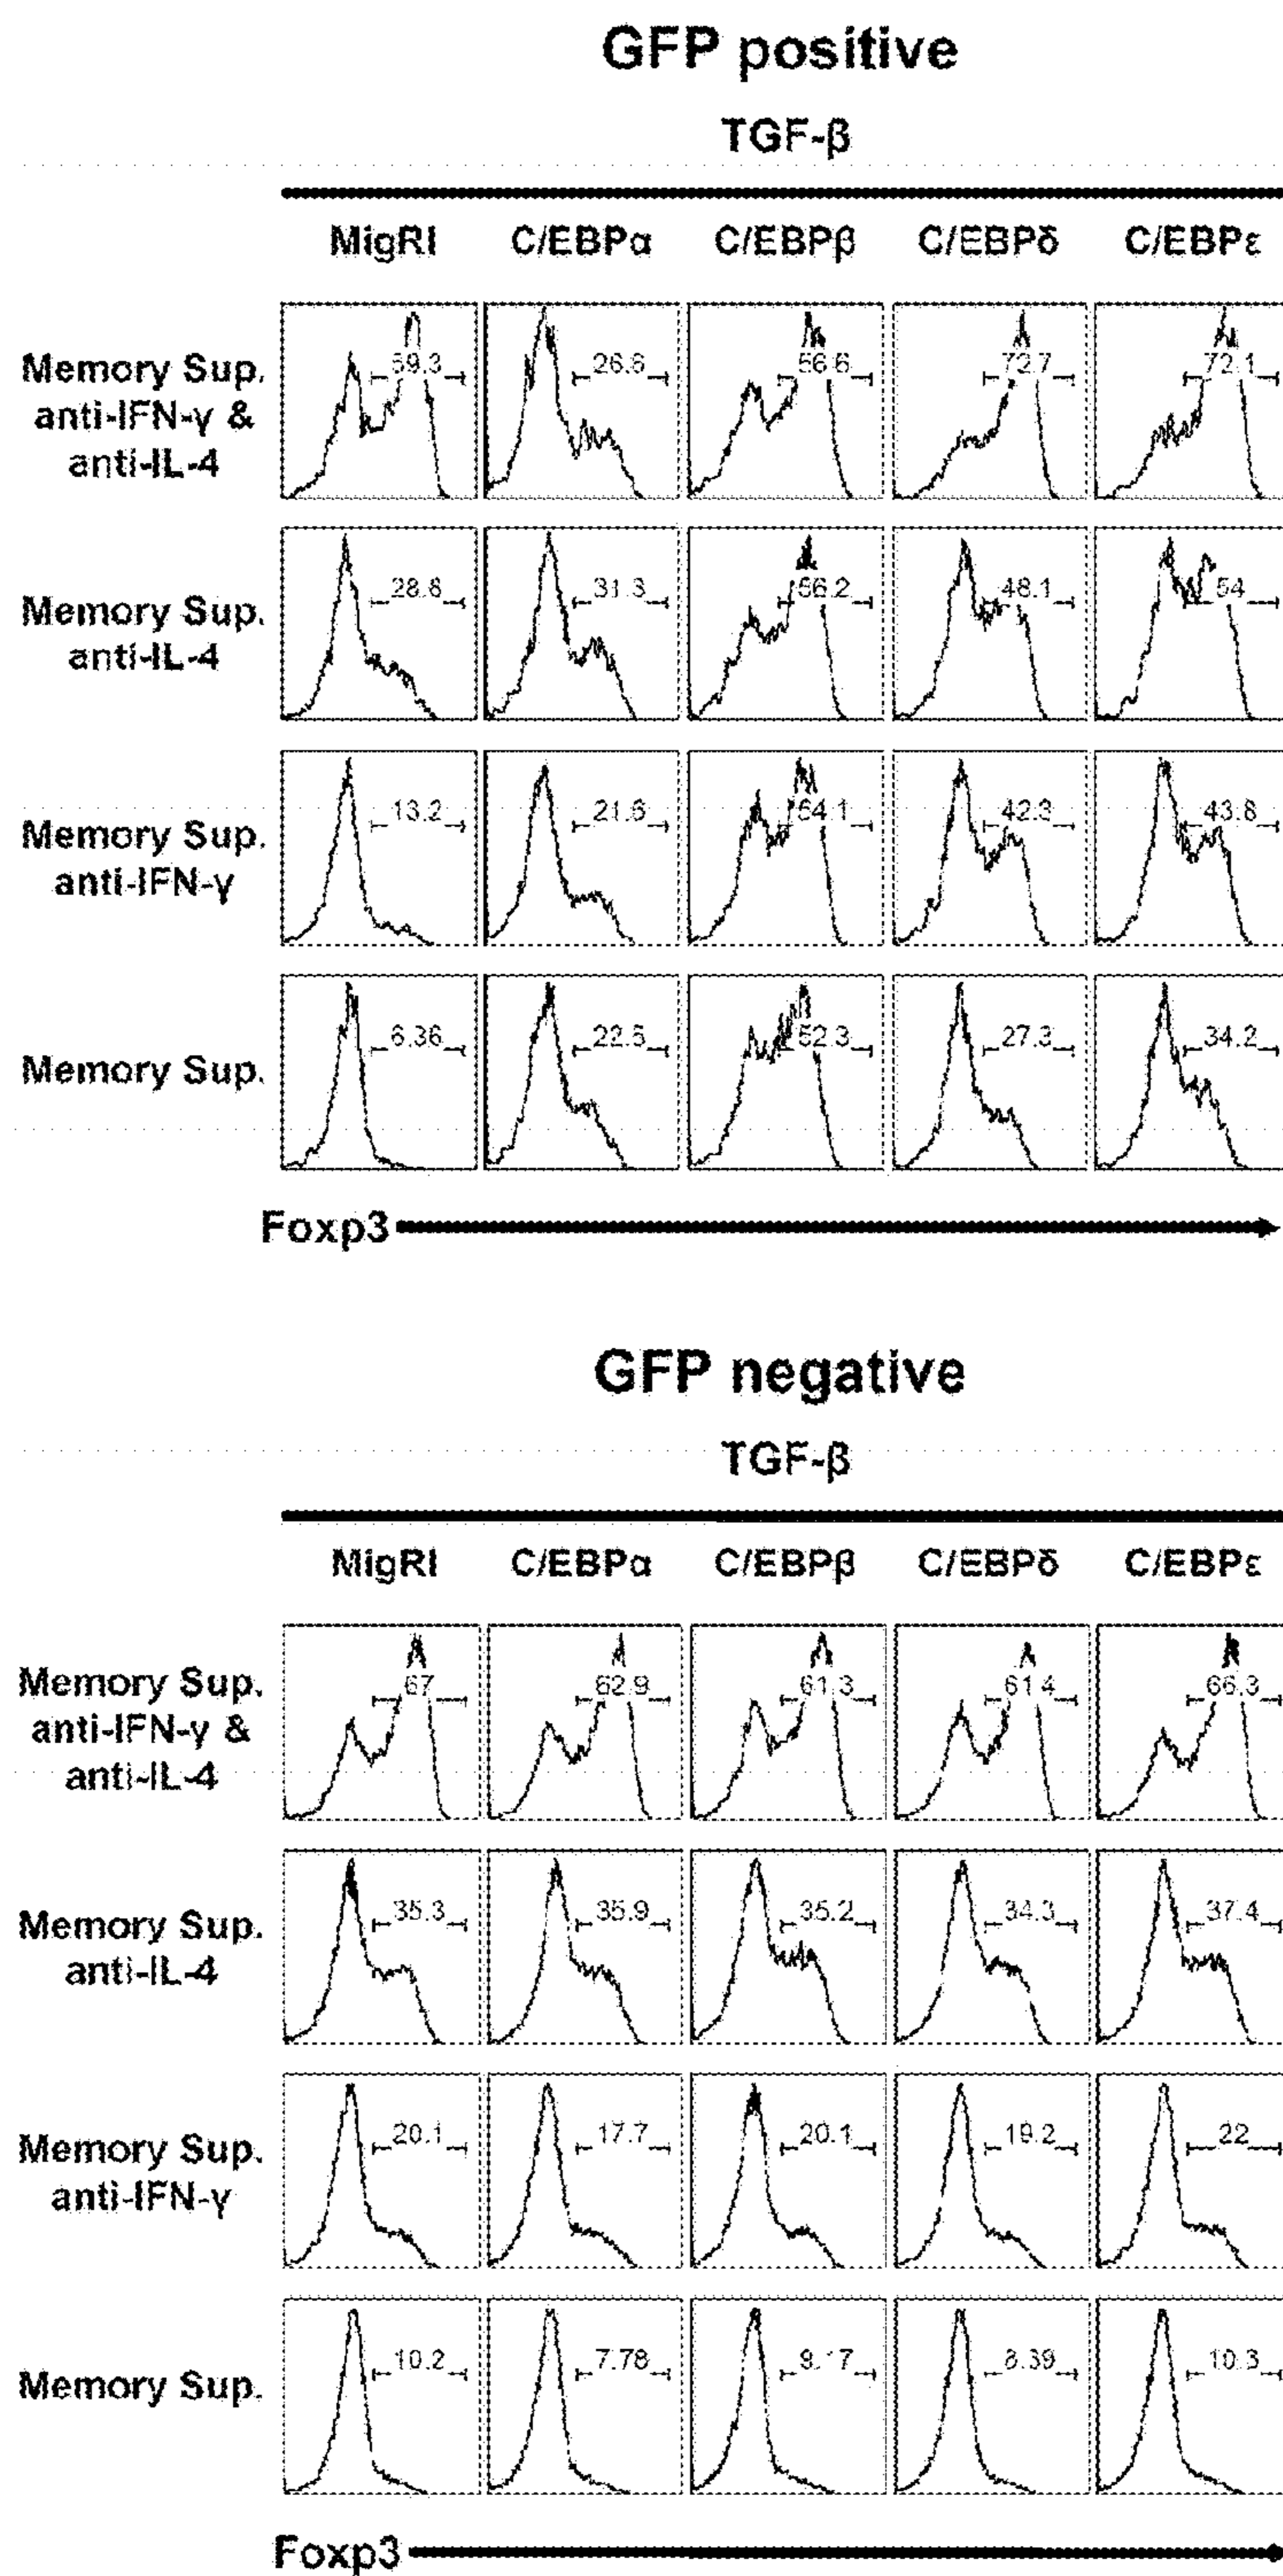 GFP positive
TGF-β
MigRI C/EBPα C/EBPβ C/EBPδ C/EBPε
Memory Sup.
anti-IFN-γ &
anti-IL-4
59.3 26.6 56.6 72.7 72.1
Memory Sup.
anti-IL-4
28.6 31.3 56.2 48.1 54
Memory Sup.
anti-IFN-γ
13.2 21.6 54.1 42.3 43.8
Memory Sup.
6.36 22.5 52.3 27.3 34.2
Foxp3
GFP negative
TGF-β
MigRI C/EBPα C/EBPβ C/EBPδ C/EBPε
Memory Sup.
anti-IFN-γ &
anti-IL-4
67 62.9 61.3 61.4 66.3
Memory Sup.
anti-IL-4
35.3 35.9 35.2 34.3 37.4
Memory Sup.
anti-IFN-γ
20.1 17.7 20.1 19.2 22
Memory Sup.
10.2 7.78 8.39 10.3
Foxp3